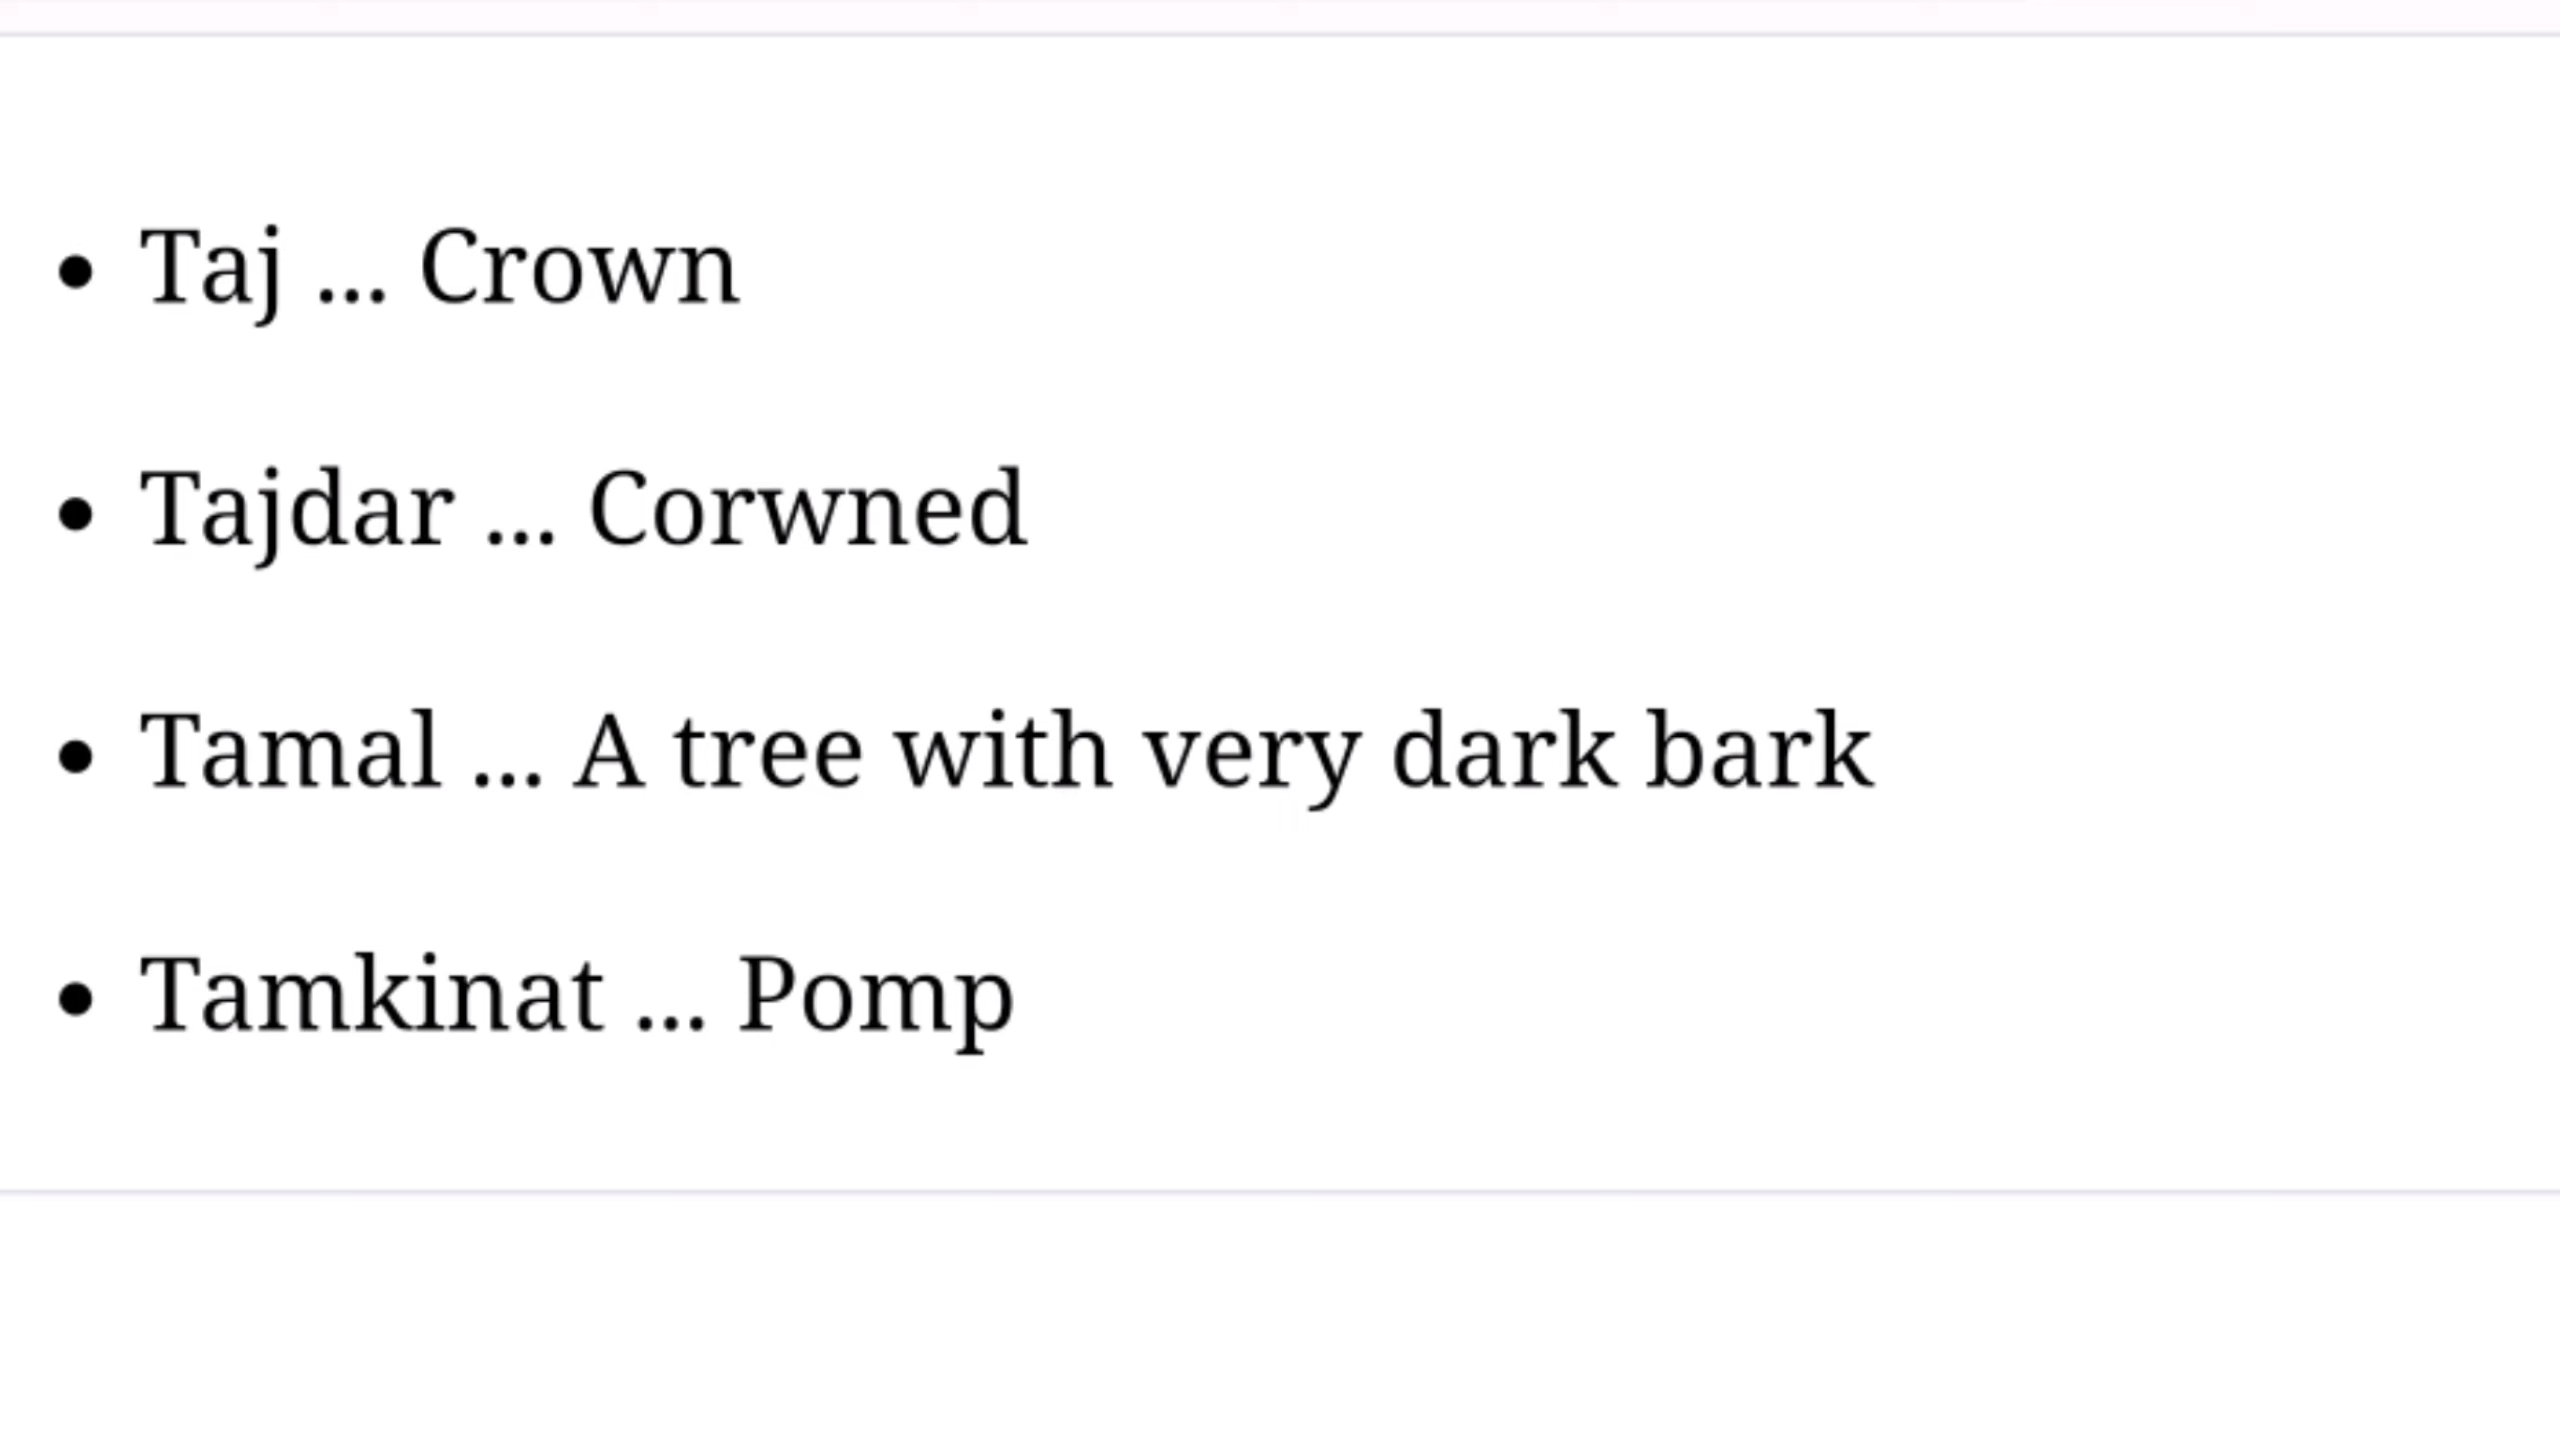 • Taj ... Crown
• Tajdar ... Corwned
• Tamal ... A tree with very dark bark
• Tamkinat ... Pomp